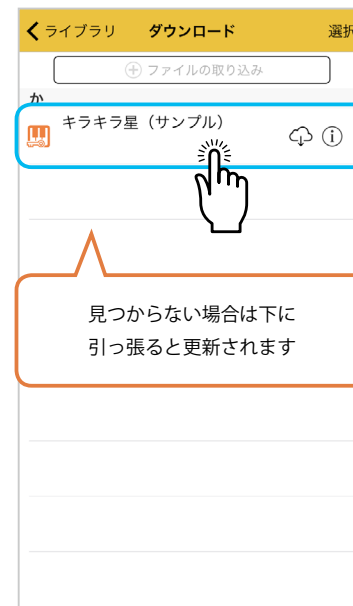 ライブラリ ダウンロード 選択
ファイルの取り込み
か
キラキラ星（サンプル）
見つからない場合は下に
引っ張ると更新されます